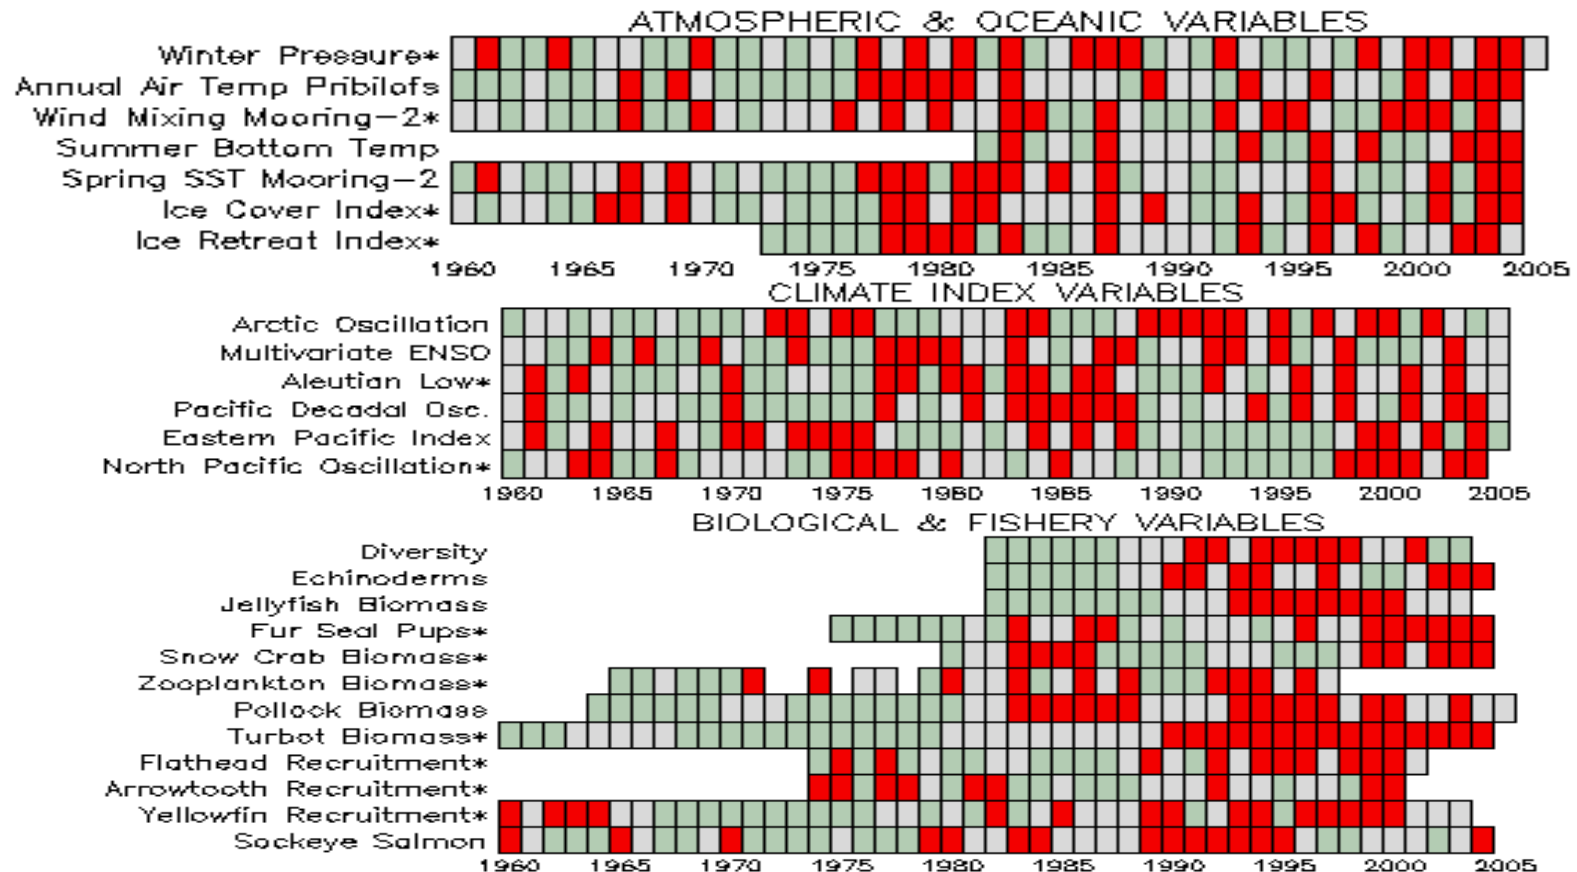 ATMOSPHERIC & OCEANIC VARIABLES
Winter Pressure*
Annual Air Temp Pribilofs
Wind Mixing Mooring-2*
Summer Bottom Temp
Spring SST Mooring-2
Ice Cover Index*
Ice Retreat Index*
1960 1965 1970 1975 1980 1985 1990 1995 2000 2005
CLIMATE INDEX VARIABLES
Arctic Oscillation
Multivariate ENSO
Aleutian Low*
Pacific Decadal Osc.
Eastern Pacific Index
North Pacific Oscillation*
1960 1965 1970 1975 1980 1985 1990 1995 2000 2005
BIOLOGICAL & FISHERY VARIABLES
Diversity
Echinoderms
Jellyfish Biomass
Fur Seal Pups*
Snow Crab Biomass*
Zooplankton Biomass*
Pollock Biomass
Turbot Biomass*
Flathead Recruitment*
Arrowtooth Recruitment*
Yellowfin Recruitment*
Sockeye Salmon
1960 1965 1970 1975 1980 1985 1990 1995 2000 2005